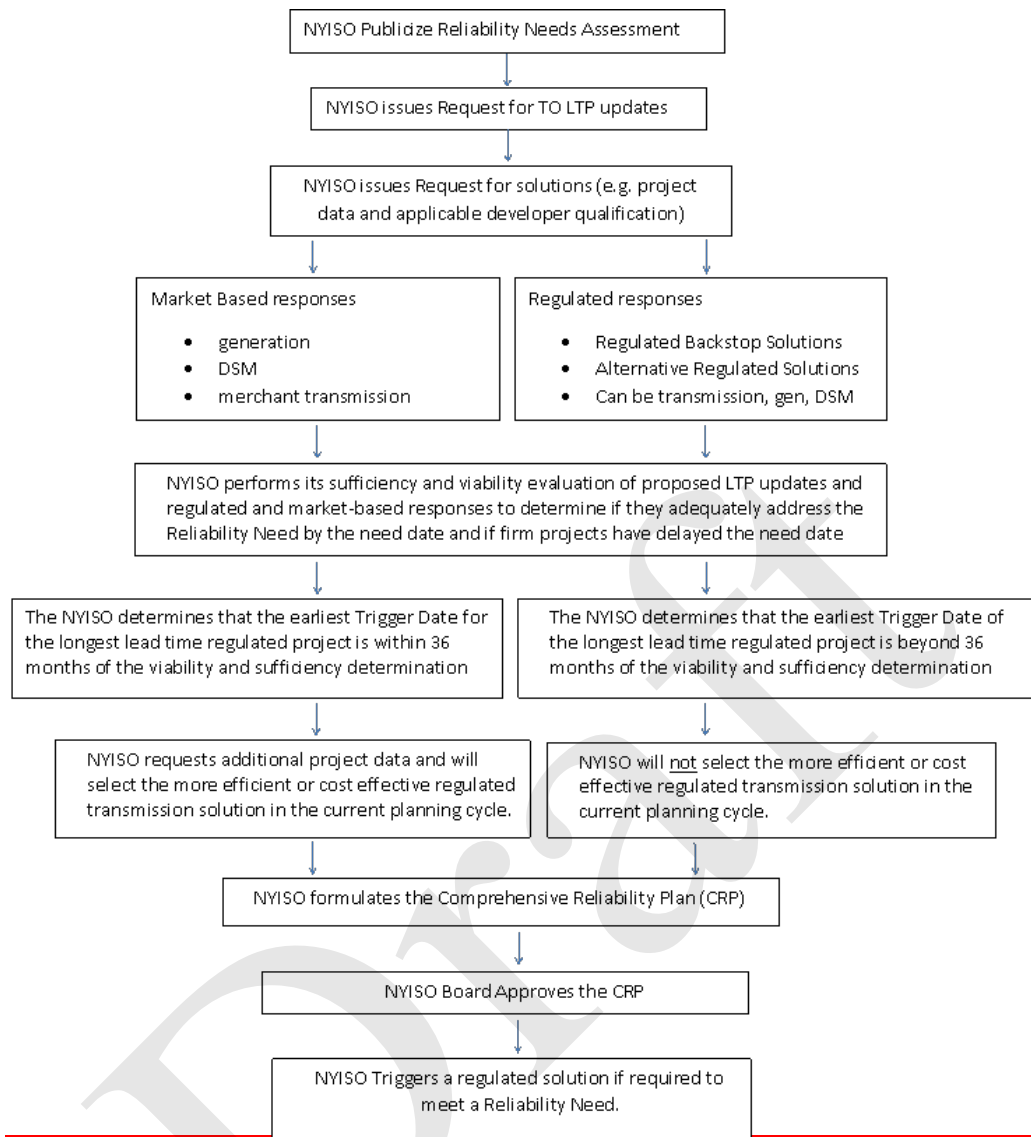 NYISO Publicize Reliability Needs Assessment
NYISO issues Request for TO LTP updates
NYISO issues Request for solutions (e.g. project
data and applicable developer qualification)
Market Based responses
• generation
• DSM
• merchant transmission
Regulated responses
• Regulated Backstop Solutions
• Alternative Regulated Solutions
• Can be transmission, gen, DSM
NYISO performs its sufficiency and viability evaluation of proposed LTP updates and
regulated and market-based responses to determine if they adequately address the
Reliability Need by the need date and if firm projects have delayed the need date
The NYISO determines that the earliest Trigger Date for
the longest lead time regulated project is within 36
months of the viability and sufficiency determination
The NYISO determines that the earliest Trigger Date of
the longest lead time regulated project is beyond 36
months of the viability and sufficiency determination
NYISO requests additional project data and will
select the more efficient or cost effective regulated
transmission solution in the current planning cycle.
NYISO will not select the more efficient or cost
effective regulated transmission solution in the
current planning cycle.
NYISO formulates the Comprehensive Reliability Plan (CRP)
NYISO Board Approves the CRP
NYISO Triggers a regulated solution if required to
meet a Reliability Need.
Draft